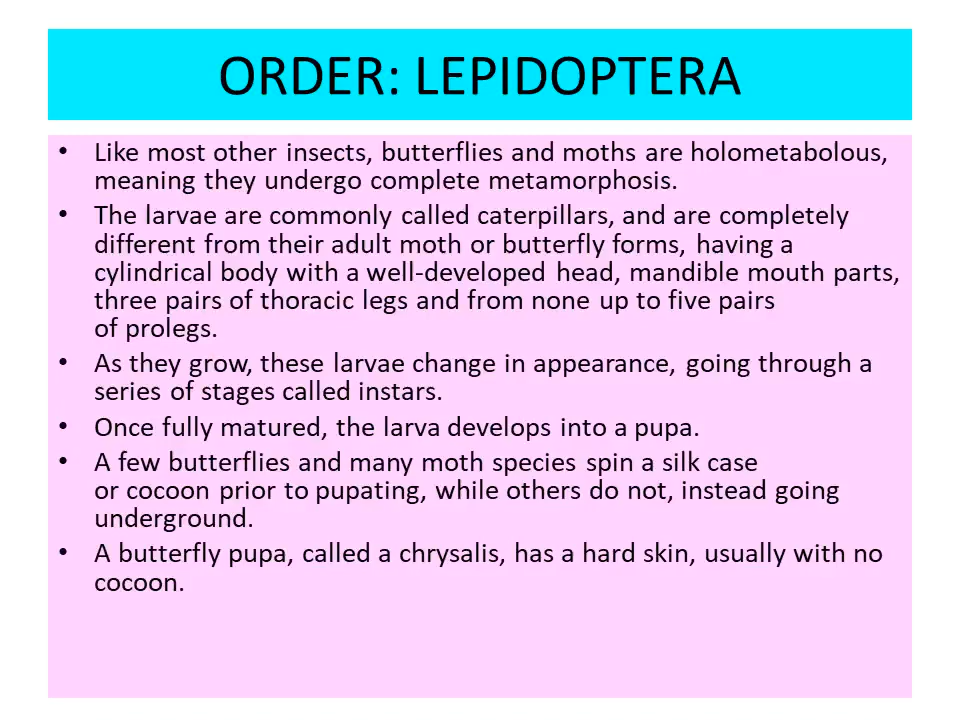 ORDER: LEPIDOPTERA
• Like most other insects, butterflies and moths are holometabolous,
meaning they undergo complete metamorphosis.
• The larvae are commonly called caterpillars, and are completely
different from their adult moth or butterfly forms, having a
cylindrical body with a well-developed head, mandible mouth parts,
three pairs of thoracic legs and from none up to five pairs
of prolegs.
• As they grow, these larvae change in appearance, going through a
series of stages called instars.
• Once fully matured, the larva develops into a pupa.
• A few butterflies and many moth species spin a silk case
or cocoon prior to pupating, while others do not, instead going
underground.
• A butterfly pupa, called a chrysalis, has a hard skin, usually with no
cocoon.